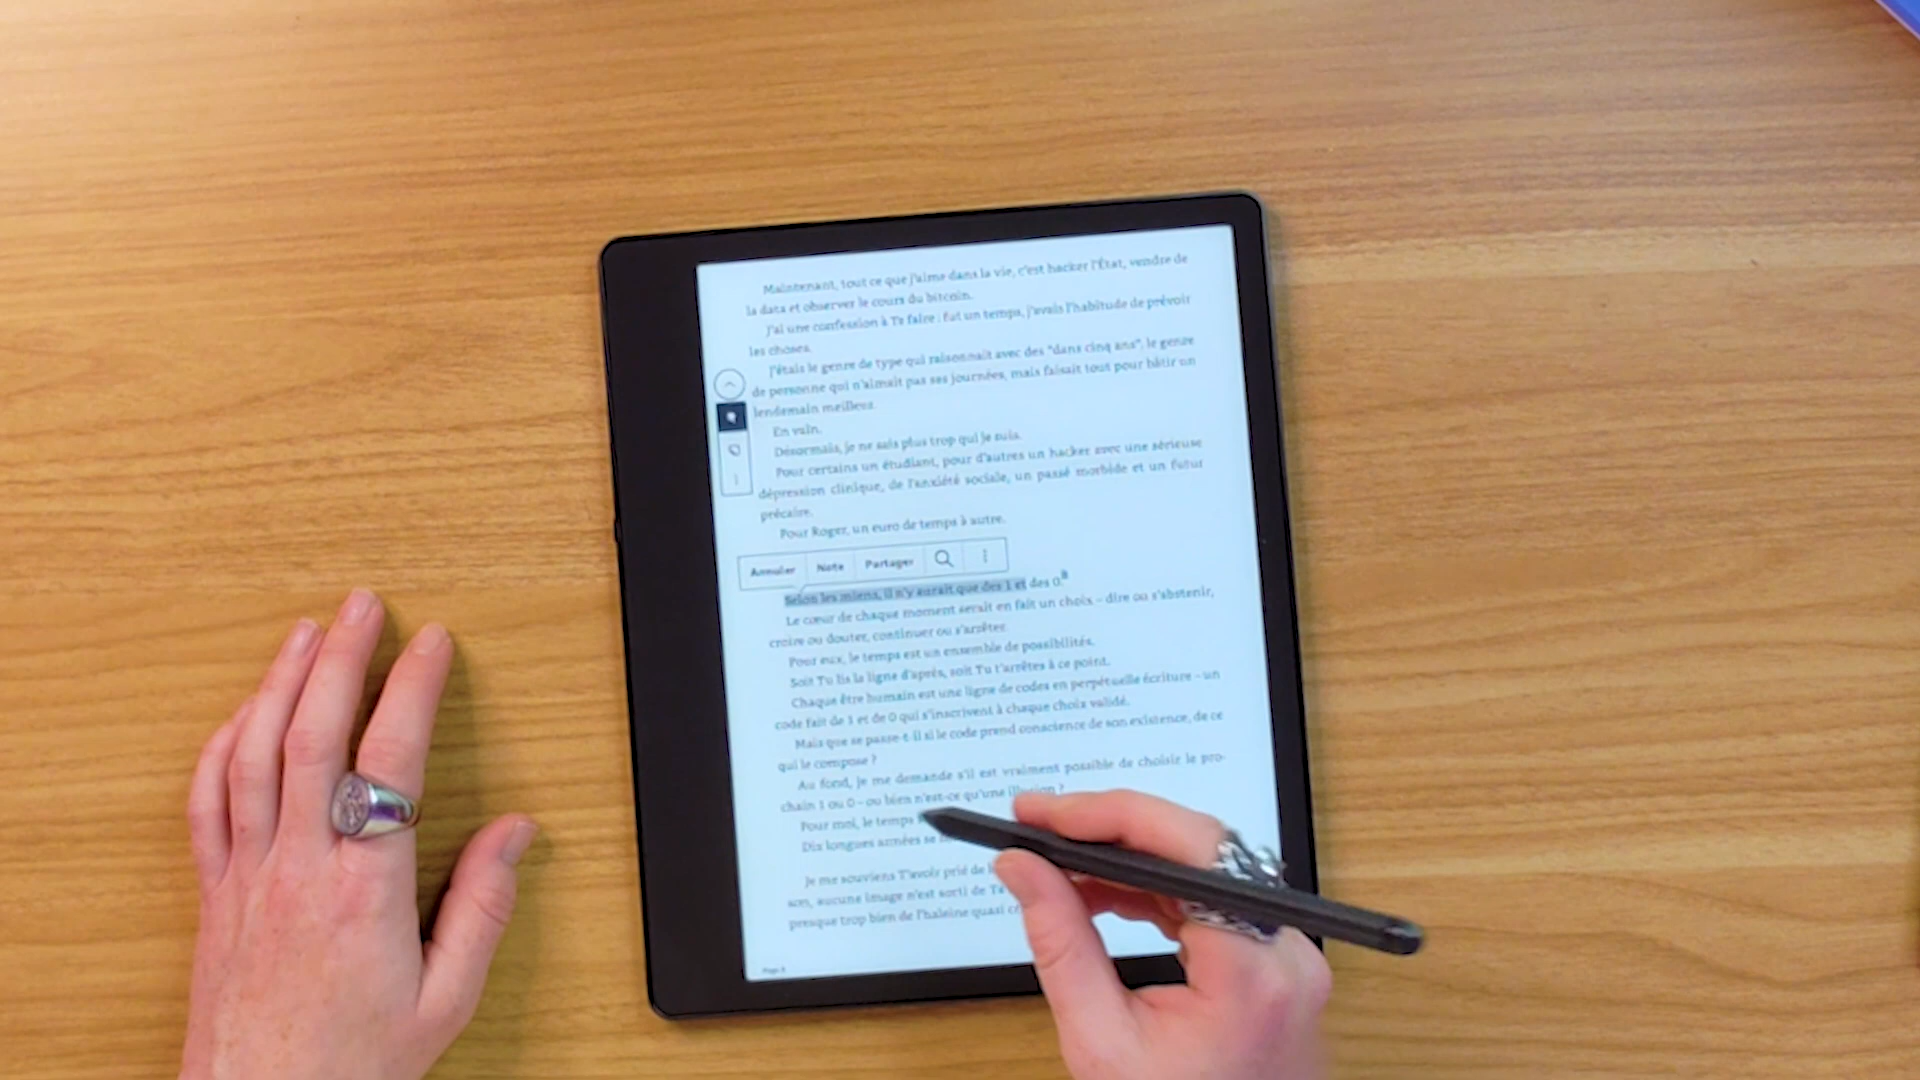 Maintenant, tout ce que j'aime dans la vie, c'est hacker l'État, vendre de
la data et observer le cours du bitcoin.
J'ai une confession à Te faire : fut un temps, j'avais l'habitude de prévoir
les choses.
J'étais le genre de type qui raisonnait avec des "dans cinq ans", le genre
de personne qui n'aimait pas ses journées, mais faisait tout pour bâtir un
lendemain meilleur.
En vain.
Désormais, je ne sais plus trop qui je suis.
Pour certains un étudiant, pour d'autres un hacker avec une sérieuse
dépression clinique, de l'anxiété sociale, un passé morbide et un futur
précaire.
Pour Roger, un euro de temps à autre.
Annuler Note Partager
Selon les miens, il n'y aurait que des 1 et des 0.
Le cœur de chaque moment serait en fait un choix – dire ou s'abstenir,
croire ou douter, continuer ou s'arrêter.
Pour eux, le temps est un ensemble de possibilités.
Soit Tu lis la ligne d'après, soit Tu t'arrêtes à ce point.
Chaque être humain est une ligne de codes en perpétuelle écriture – un
code fait de 1 et de 0 qui s'inscrivent à chaque choix validé.
Mais que se passe-t-il si le code prend conscience de son existence, de ce
qui le compose ?
Au fond, je me demande s'il est vraiment possible de choisir le pro-
chain 1 ou 0 – ou bien n'est-ce qu'une illusion ?
Pour moi, le temps
Dix longues années se
Je me souviens T'avoir prié de
son, aucune image n'est sorti de Ta
presque trop bien de l'haleine quasi
Page